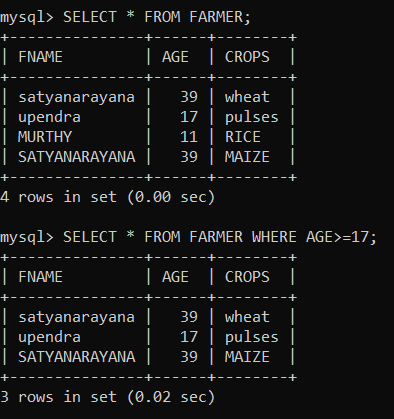 mysql> SELECT * FROM FARMER;
+---------------+------+--------+
| FNAME         | AGE  | CROPS  |
+---------------+------+--------+
| satyanarayana |   39 | wheat  |
| upendra       |   17 | pulses |
| MURTHY        |   11 | RICE   |
| SATYANARAYANA |   39 | MAIZE  |
+---------------+------+--------+
4 rows in set (0.00 sec)

mysql> SELECT * FROM FARMER WHERE AGE>=17;
+---------------+------+--------+
| FNAME         | AGE  | CROPS  |
+---------------+------+--------+
| satyanarayana |   39 | wheat  |
| upendra       |   17 | pulses |
| SATYANARAYANA |   39 | MAIZE  |
+---------------+------+--------+
3 rows in set (0.02 sec)